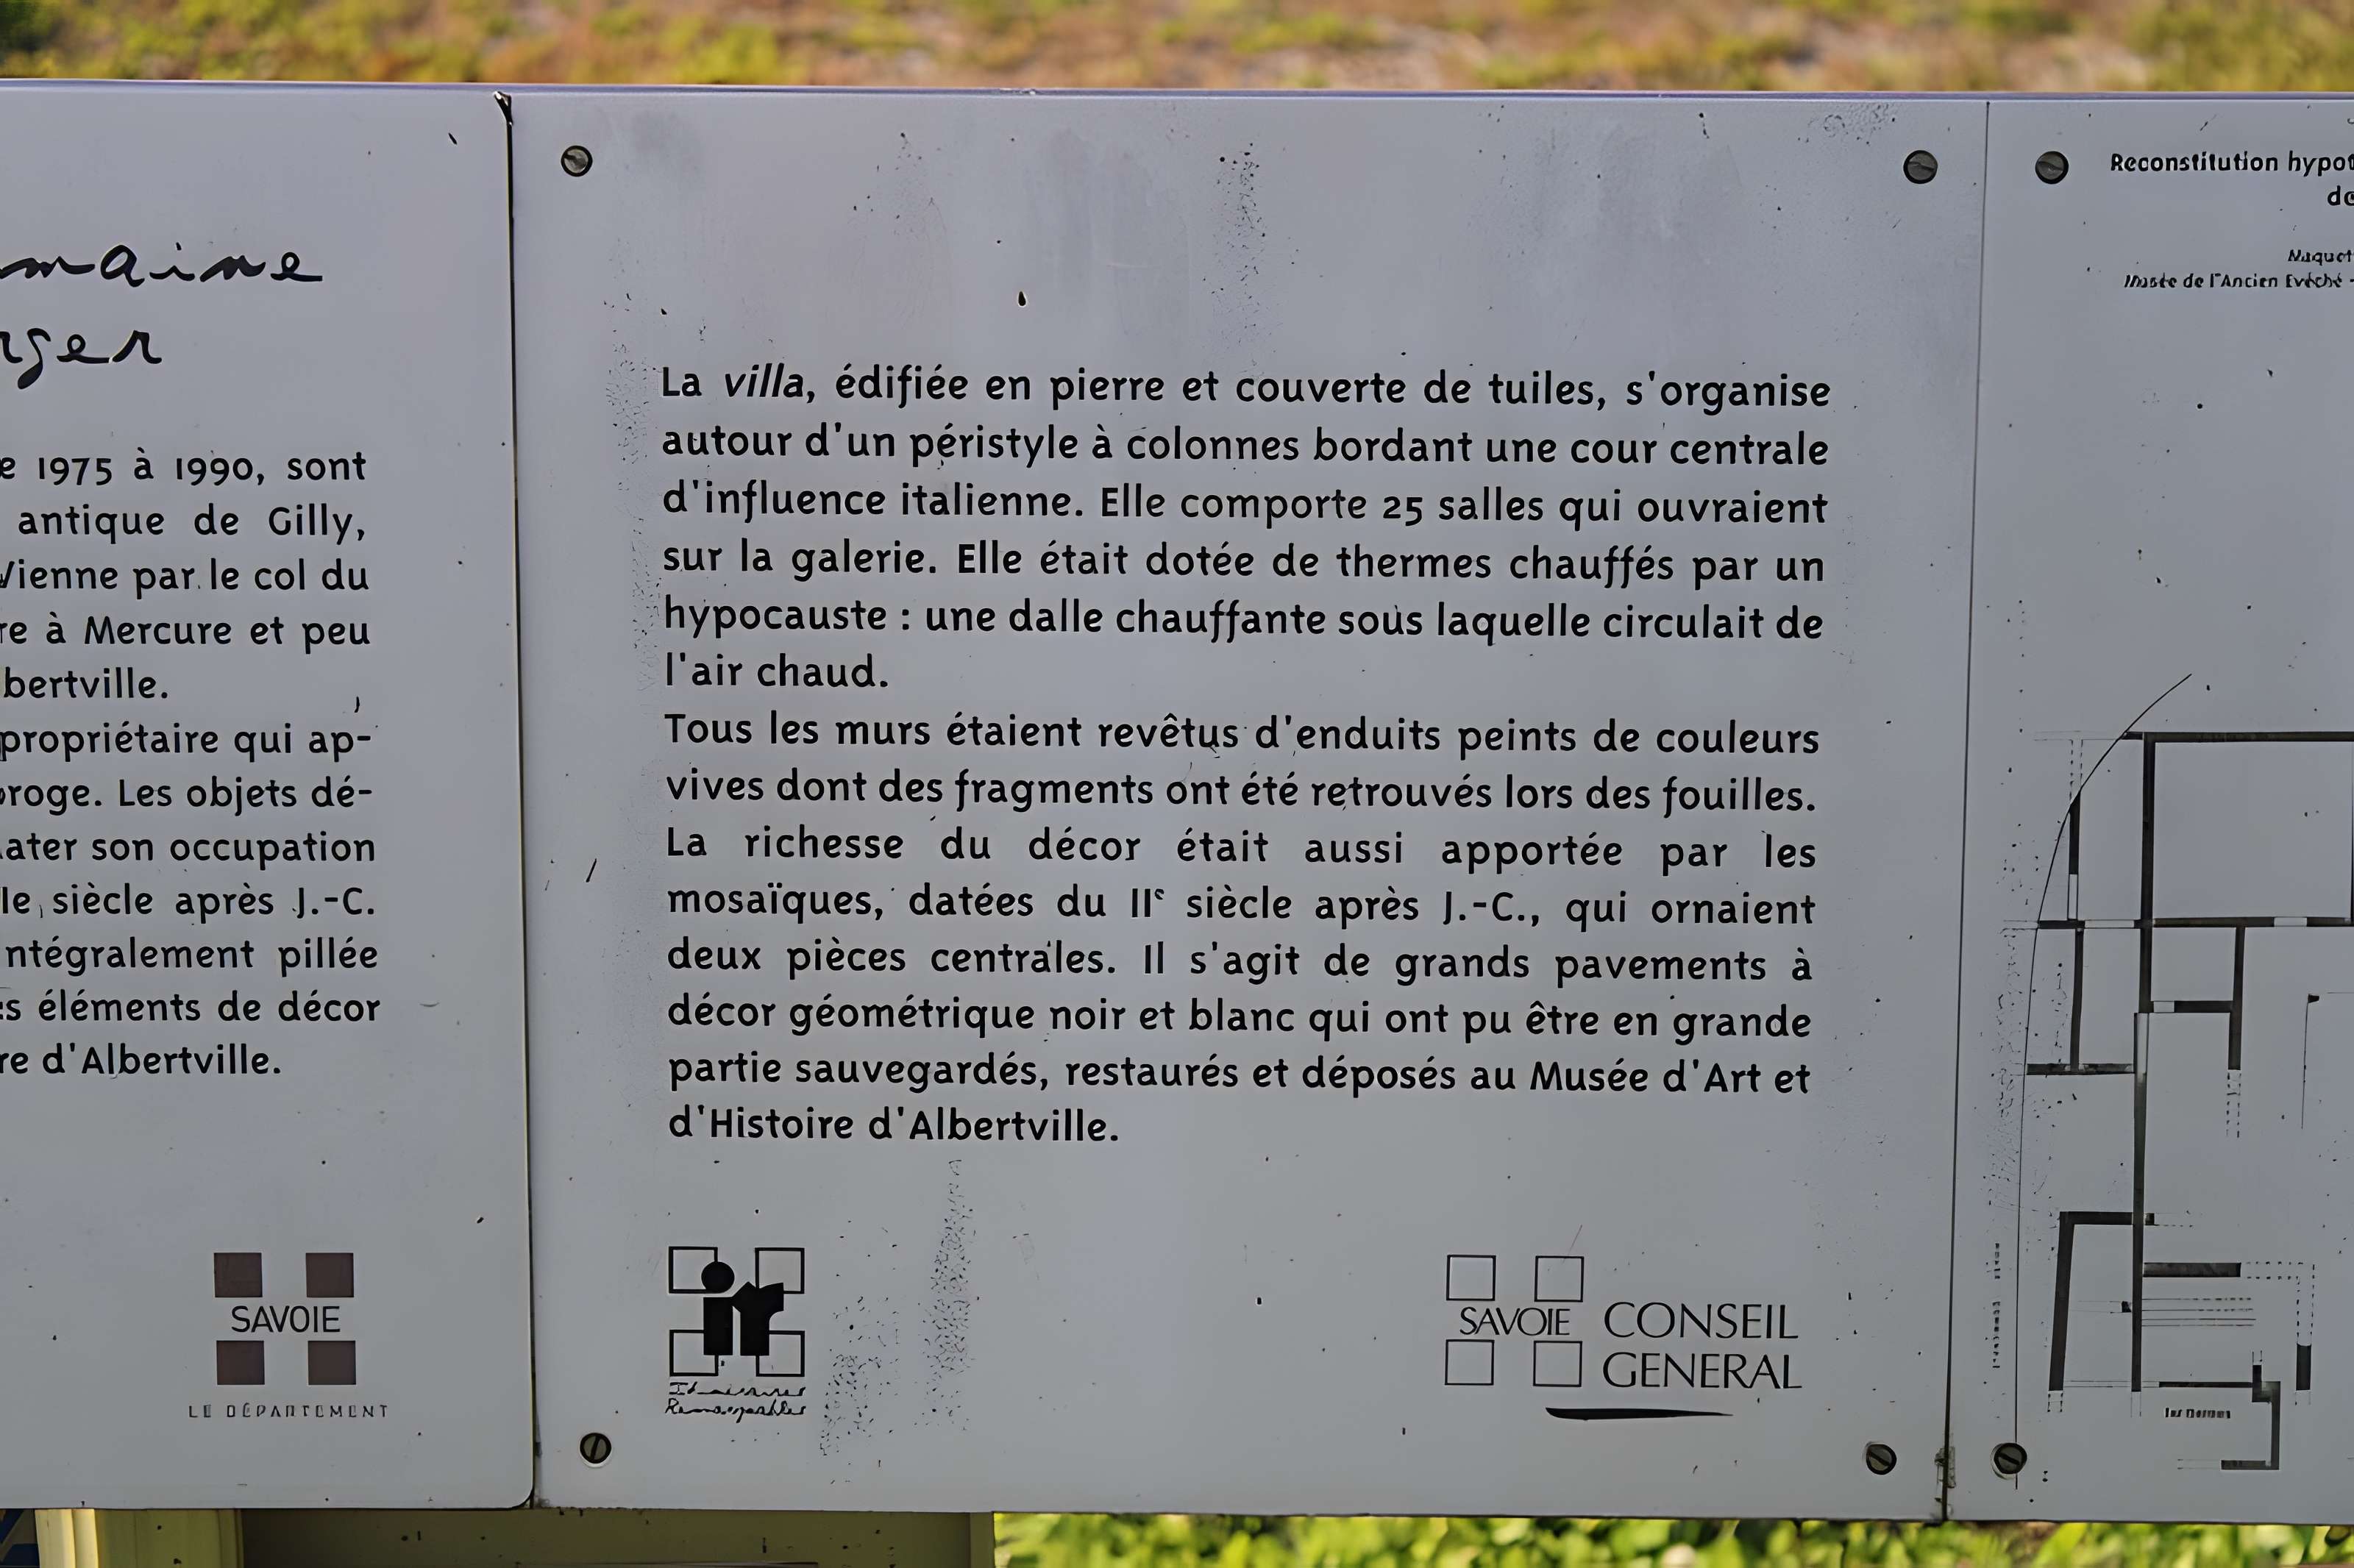 maine
rger
e 1975 à 1990, sont
antique de Gilly,
Vienne par le col du
re à Mercure et peu
bertville.
propriétaire qui ap-
roge. Les objets dé-
ater son occupation
siècle après J.-C.
ntégralement pillée
s éléments de décor
re d'Albertville.
SAVOIE
LE DÉPARTEMENT
La villa, édifiée en pierre et couverte de tuiles, s'organise
autour d'un péristyle à colonnes bordant une cour centrale
d'influence italienne. Elle comporte 25 salles qui ouvraient
sur la galerie. Elle était dotée de thermes chauffés par un
hypocauste : une dalle chauffante sous laquelle circulait de
l'air chaud.
Tous les murs étaient revêtus d'enduits peints de couleurs
vives dont des fragments ont été retrouvés lors des fouilles.
La richesse du décor était aussi apportée par les
mosaïques, datées du IIe siècle après J.-C., qui ornaient
deux pièces centrales. Il s'agit de grands pavements à
décor géométrique noir et blanc qui ont pu être en grande
partie sauvegardés, restaurés et déposés au Musée d'Art et
d'Histoire d'Albertville.
ir
Itinéraires
Remarquables
SAVOIE
CONSEIL
GENERAL
Reconstitution hypot
de
Maquet
Musée de l'Ancien Evêché -